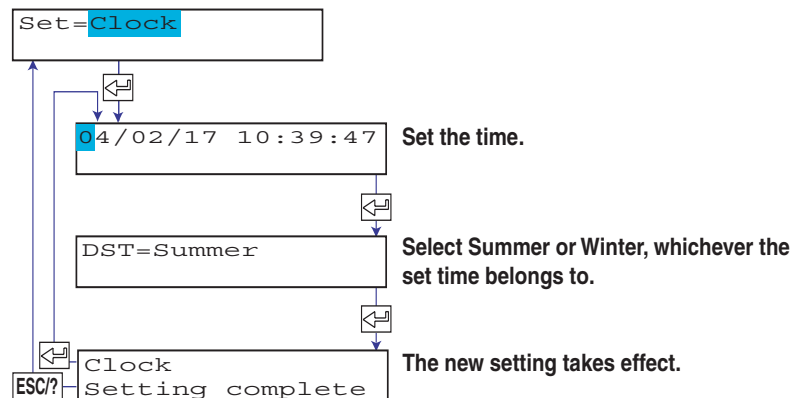 Set=Clock
04/02/17 10:39:47
Set the time.
DST=Summer
Select Summer or Winter, whichever the
set time belongs to.
Clock
Setting complete
The new setting takes effect.
ESC/?